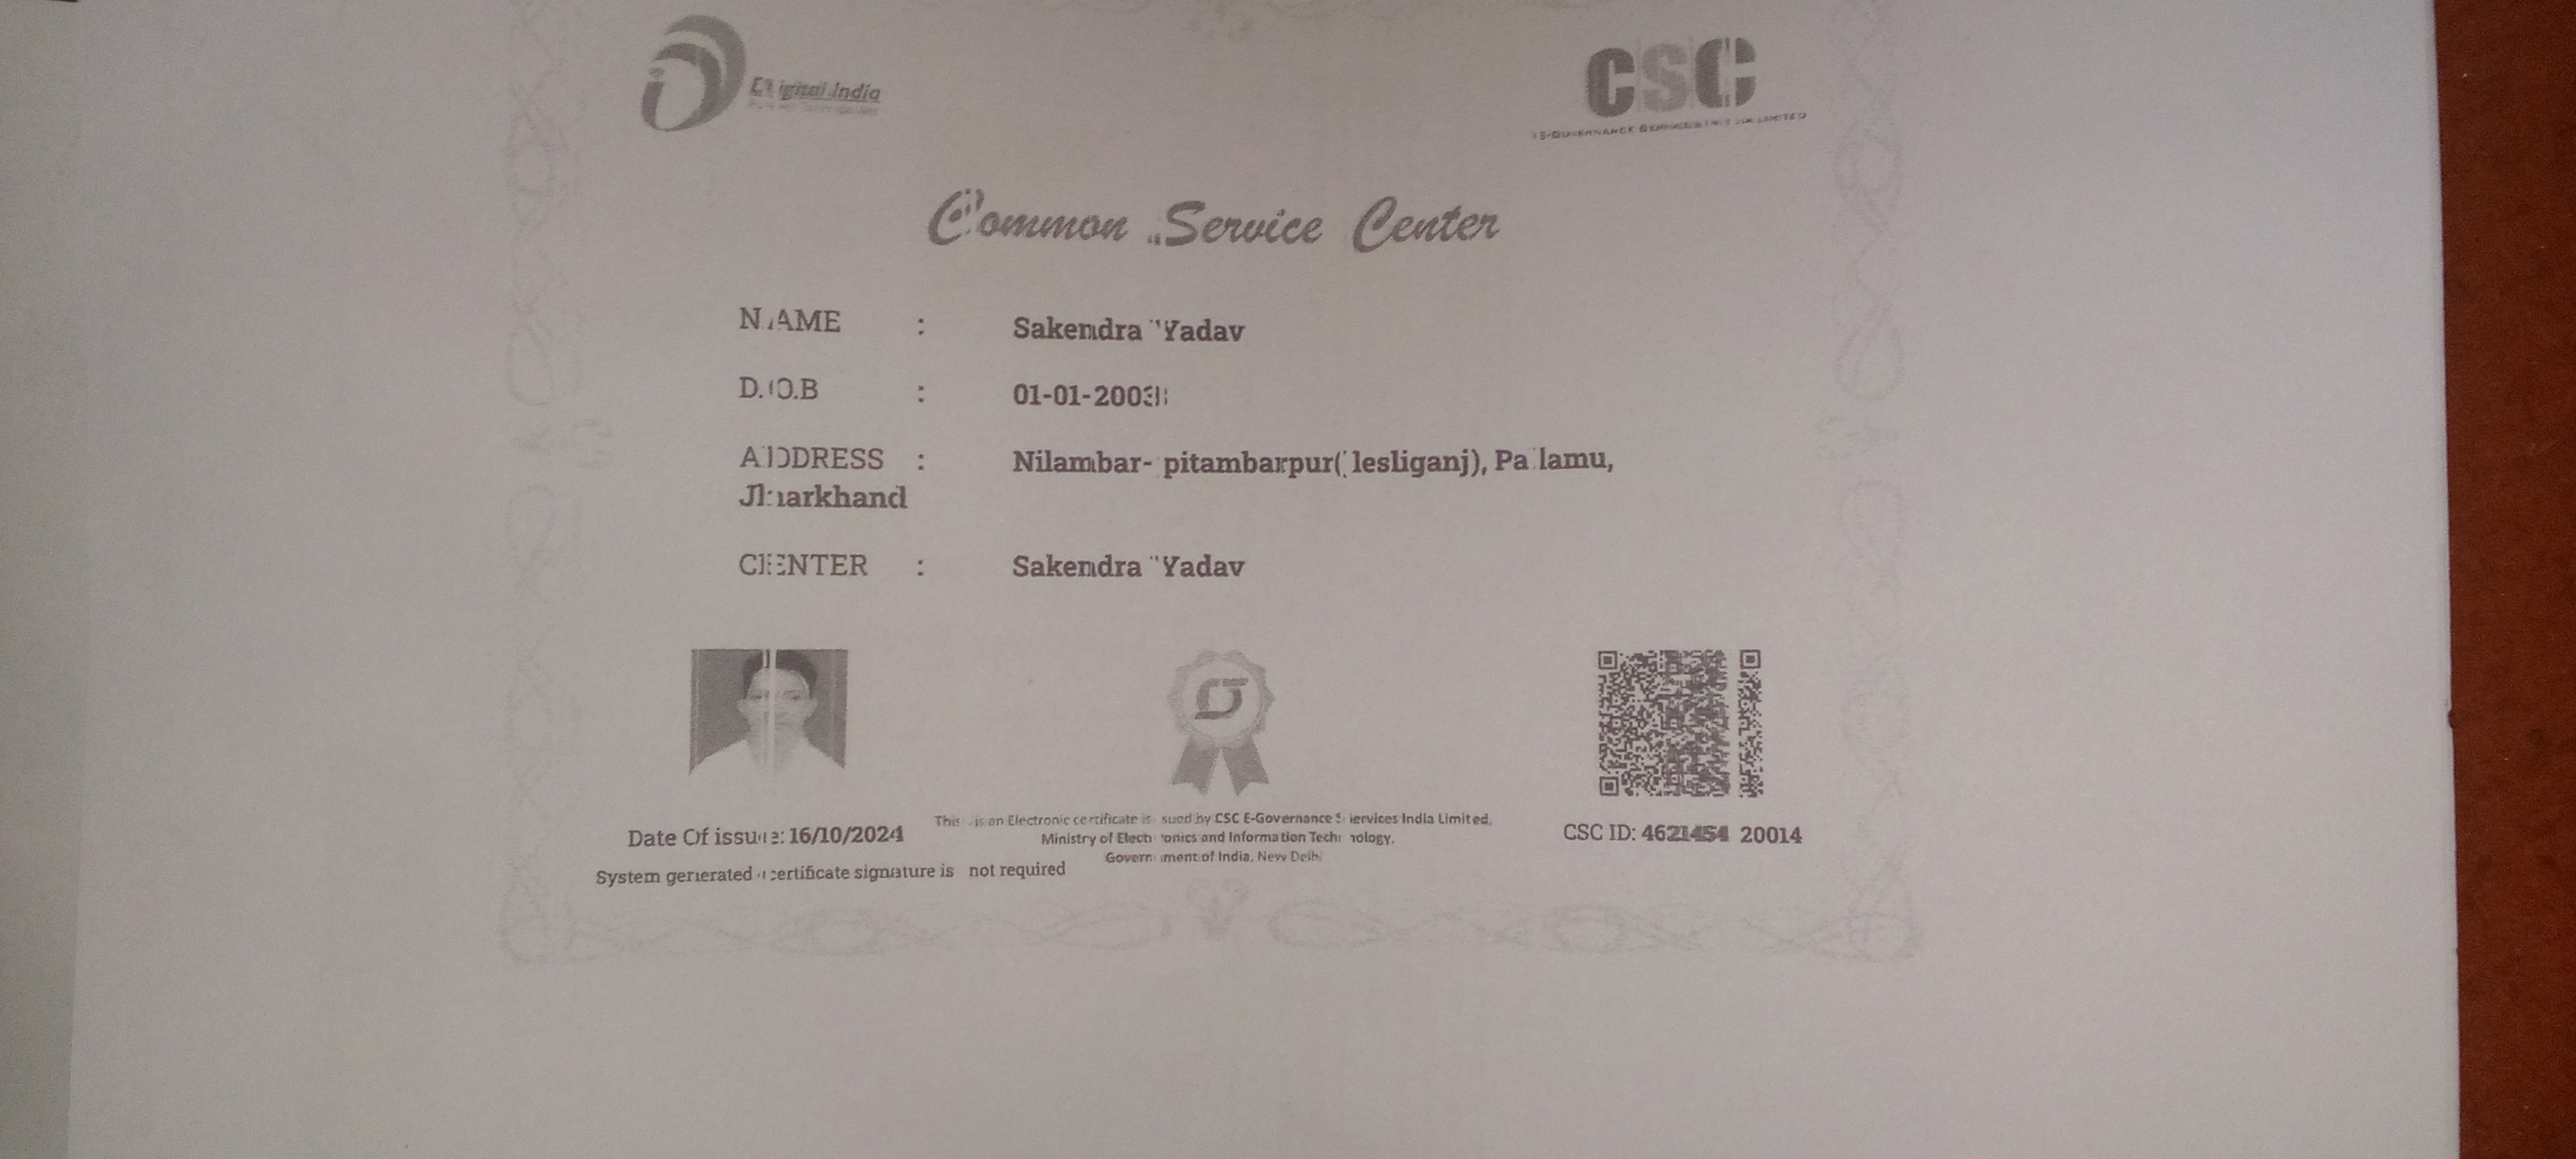 Digital India
CSC
Common Service Center
NAME : Sakendra Yadav
D.O.B : 01-01-2003
ADDRESS : Nilambar-pitambarpur(lesliganj), Palamu,
Jharkhand
CENTER : Sakendra Yadav
This is an Electronic certificate issued by CSC E-Governance Services India Limited.
Ministry of Electronics and Information Technology.
Government of India, New Delhi
Date Of issue: 16/10/2024
CSC ID: 20014
System generated certificate signature is not required